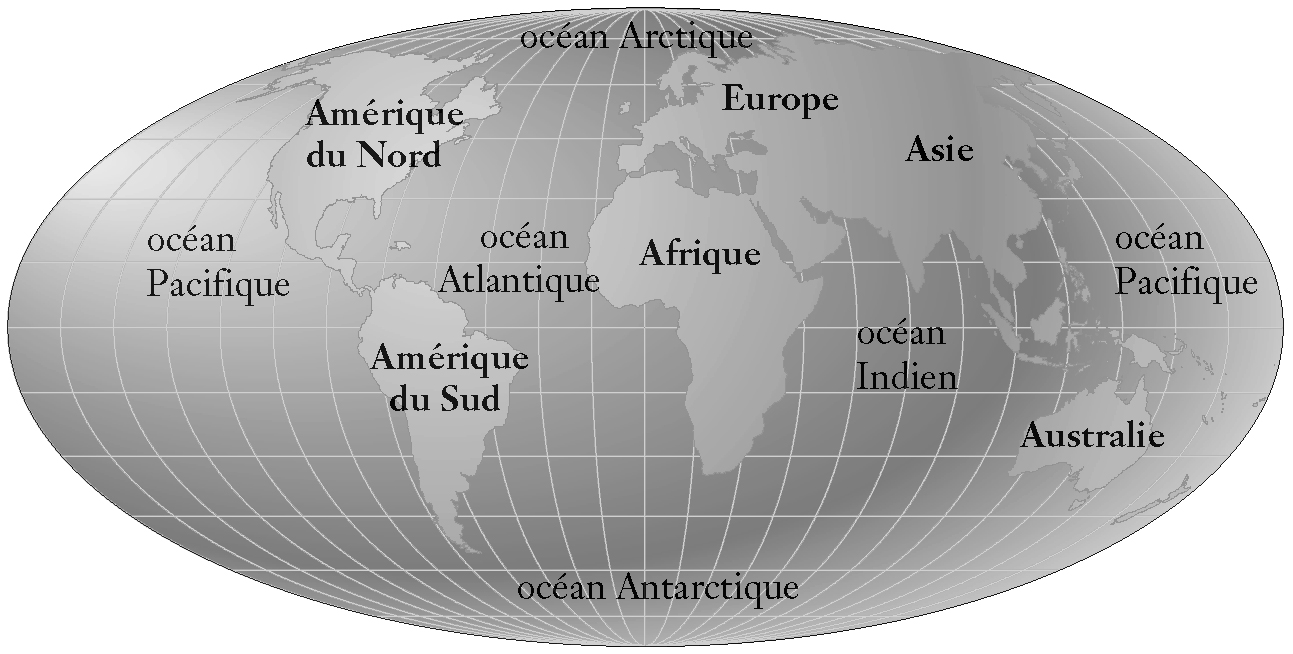 océan Arctique
Europe
Amérique
du Nord
Asie
océan
Pacifique
océan
Atlantique
Afrique
océan
Pacifique
océan
Indien
Amérique
du Sud
Australie
océan Antarctique